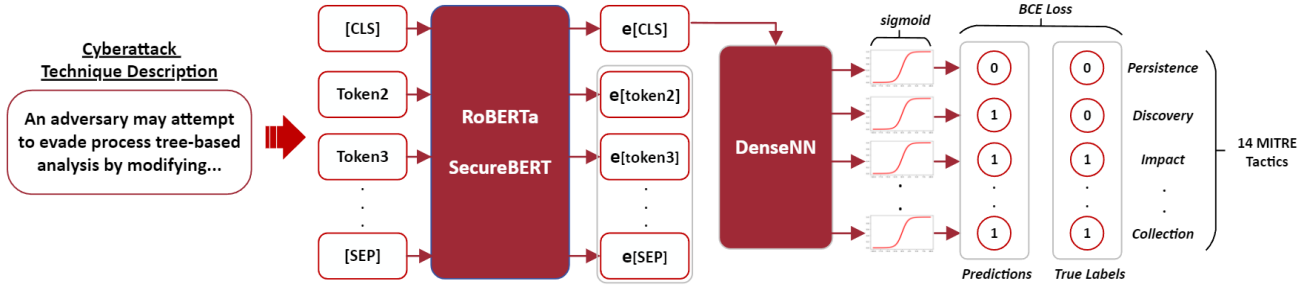 Cyberattack
Technique Description
An adversary may attempt
to evade process tree-based
analysis by modifying...
[CLS]
Token2
Token3
[SEP]
RoBERTa
SecureBERT
e[CLS]
e[token2]
e[token3]
e[SEP]
DenseNN
sigmoid
BCE Loss
0
1
1
1
Predictions
0
0
1
1
True Labels
Persistence
Discovery
Impact
Collection
14 MITRE
Tactics